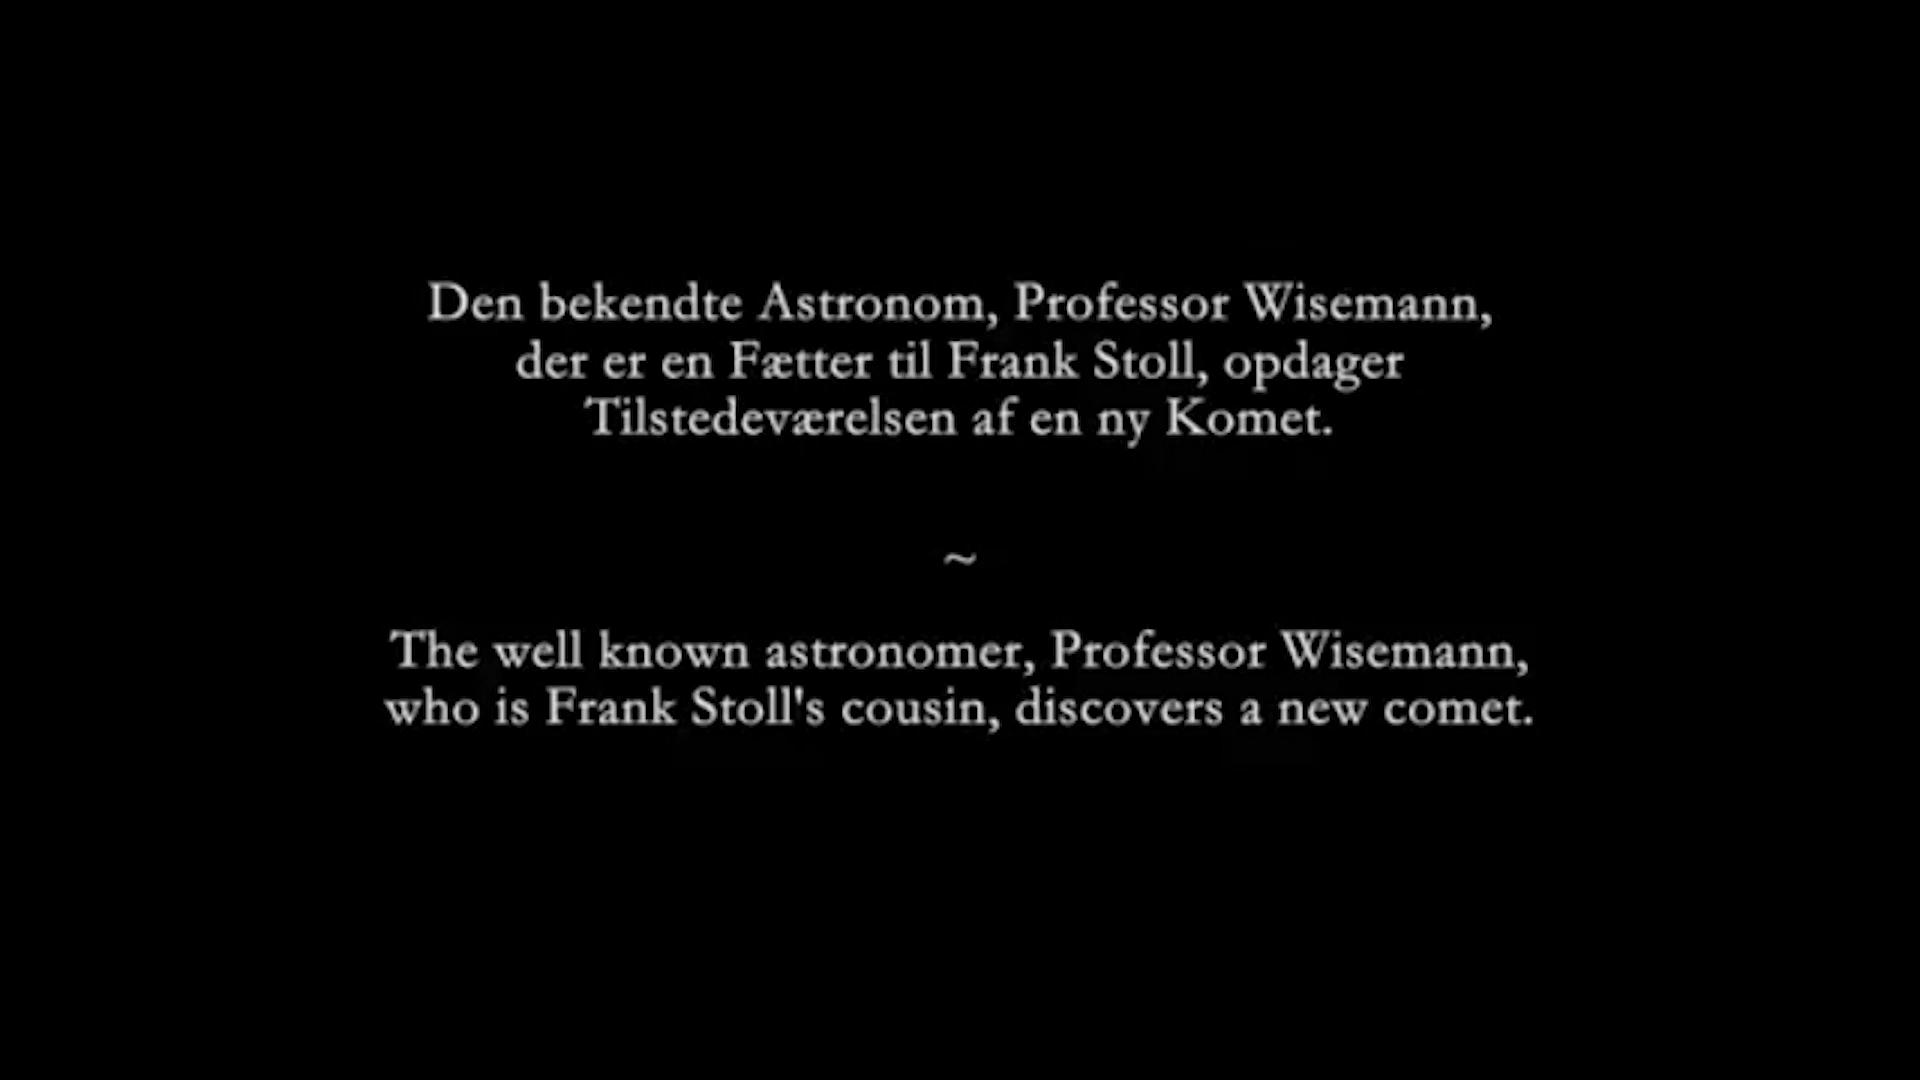 Den bekendte Astronom, Professor Wisemann,
der er en Fætter til Frank Stoll, opdager
Tilstedeværelsen af en ny Komet.
~
The well known astronomer, Professor Wisemann,
who is Frank Stoll's cousin, discovers a new comet.